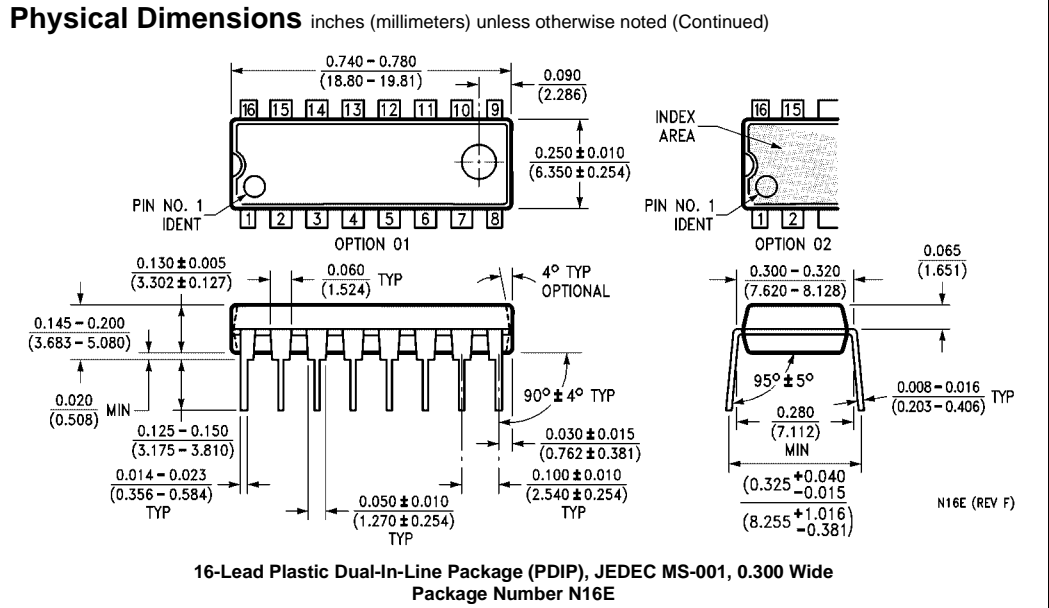 Physical Dimensions inches (millimeters) unless otherwise noted (Continued)
0.740 – 0.780
(18.80 – 19.81)
0.090
(2.286)
16 15 14 13 12 11 10 9
0.250 ± 0.010
(6.350 ± 0.254)
PIN NO. 1
IDENT
1 2 3 4 5 6 7 8
OPTION 01
INDEX
AREA
16 15
PIN NO. 1
IDENT
1 2
OPTION 02
0.130 ± 0.005
(3.302 ± 0.127)
0.060
(1.524)
TYP
4° TYP
OPTIONAL
0.145 – 0.200
(3.683 – 5.080)
0.020
(0.508)
MIN
0.125 – 0.150
(3.175 – 3.810)
0.014 – 0.023
(0.356 – 0.584)
TYP
0.050 ± 0.010
(1.270 ± 0.254)
TYP
90° ± 4° TYP
0.030 ± 0.015
(0.762 ± 0.381)
0.100 ± 0.010
(2.540 ± 0.254)
TYP
0.300 – 0.320
(7.620 – 8.128)
0.065
(1.651)
95° ± 5°
0.008 – 0.016
(0.203 – 0.406)
TYP
0.280
(7.112)
MIN
(0.325 +0.040 –0.015
(8.255 +1.016 –0.381)
N16E (REV F)
16-Lead Plastic Dual-In-Line Package (PDIP), JEDEC MS-001, 0.300 Wide
Package Number N16E